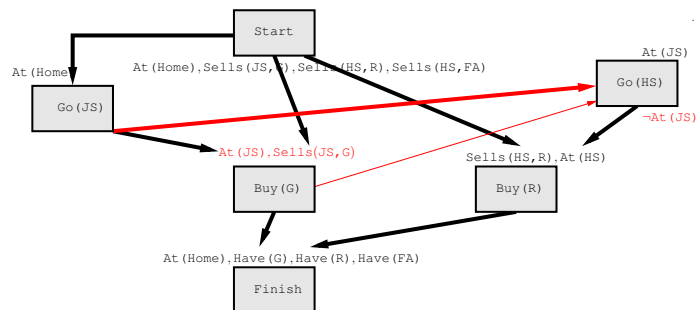 Start
At(JS)
At(Home).Sells(JS,G).Sells(HS,R).Sells(HS,FA)
At(Home)
Go(HS)
Go(JS)
¬At(JS)
At(JS).Sells(JS,G)
Sells(HS,R).At(HS)
Buy(G)
Buy(R)
At(Home).Have(G).Have(R).Have(FA)
Finish